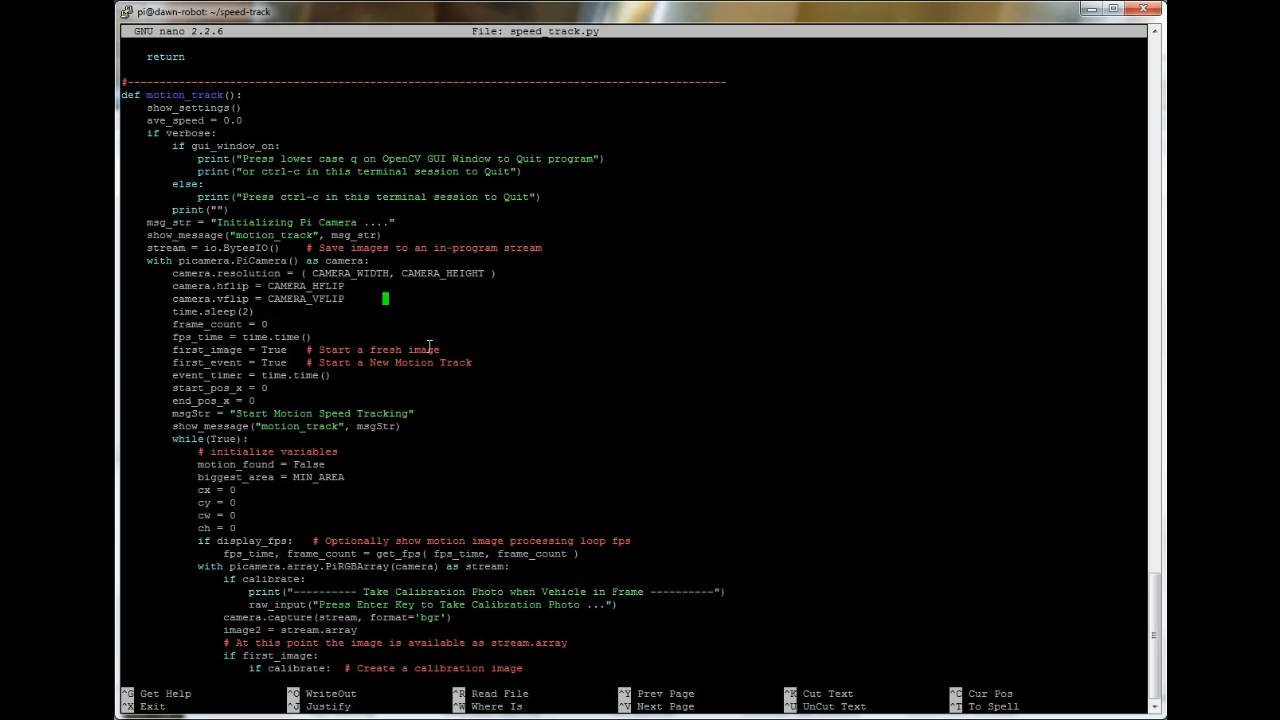 pi@dawn-robot: ~/speed-track
GNU nano 2.2.6 File: speed_track.py
return
#----------------------------------------------------------------------------------------------
def motion_track():
show_settings()
ave_speed = 0.0
if verbose:
if gui_window_on:
print("Press lower case q on OpenCV GUI Window to Quit program")
print("or ctrl-c in this terminal session to Quit")
else:
print("Press ctrl-c in this terminal session to Quit")
print("")
msg_str = "Initializing Pi Camera ...."
show_message("motion_track", msg_str)
stream = io.BytesIO()    # Save images to an in-program stream
with picamera.PiCamera() as camera:
camera.resolution = ( CAMERA_WIDTH, CAMERA_HEIGHT )
camera.hflip = CAMERA_HFLIP
camera.vflip = CAMERA_VFLIP
time.sleep(2)
frame_count = 0
fps_time = time.time()
first_image = True   # Start a fresh image
first_event = True   # Start a New Motion Track
event_timer = time.time()
start_pos_x = 0
end_pos_x = 0
msgStr = "Start Motion Speed Tracking"
show_message("motion_track", msgStr)
while(True):
# initialize variables
motion_found = False
biggest_area = MIN_AREA
cx = 0
cy = 0
cw = 0
ch = 0
if display_fps:   # Optionally show motion image processing loop fps
fps_time, frame_count = get_fps( fps_time, frame_count )
with picamera.array.PiRGBArray(camera) as stream:
if calibrate:
print("---------- Take Calibration Photo when Vehicle in Frame ----------")
raw_input("Press Enter Key to Take Calibration Photo ...")
camera.capture(stream, format='bgr')
image2 = stream.array
# At this point the image is available as stream.array
if first_image:
if calibrate:  # Create a calibration image
^G Get Help ^O WriteOut ^R Read File ^Y Prev Page ^K Cut Text ^C Cur Pos
^X Exit ^J Justify ^W Where Is ^V Next Page ^U UnCut Text ^T To Spell